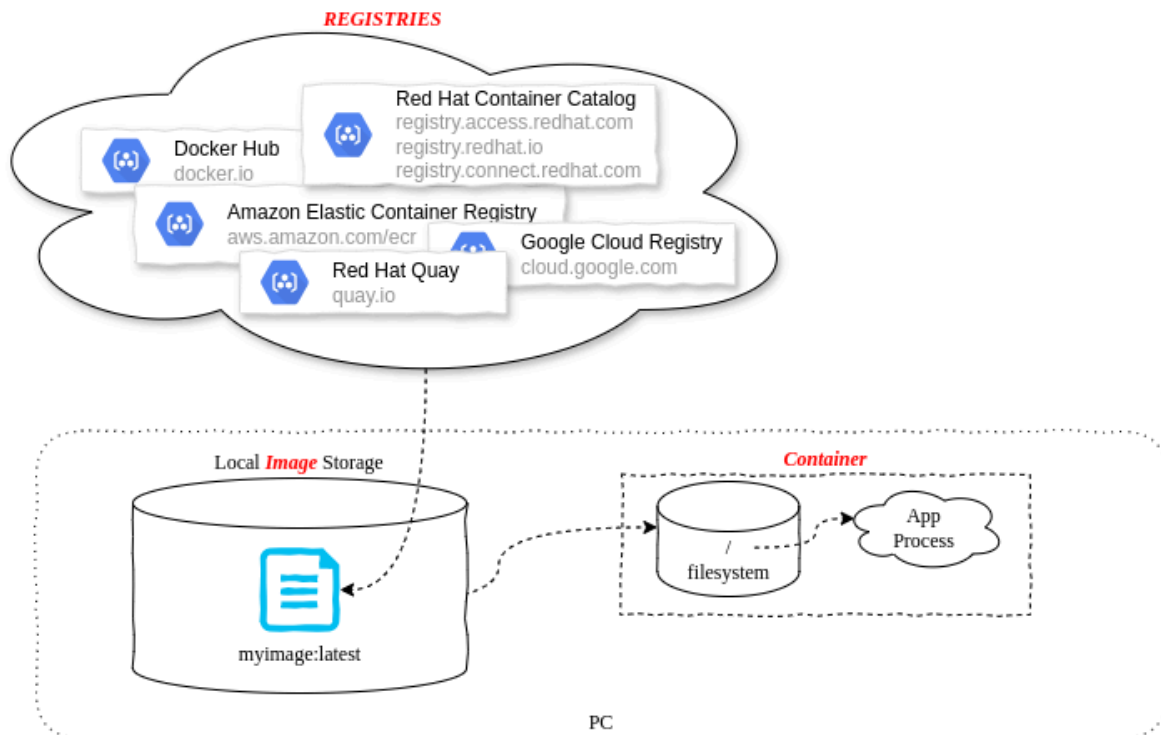 REGISTRIES
Red Hat Container Catalog
registry.access.redhat.com
registry.redhat.io
registry.connect.redhat.com
Docker Hub
docker.io
Amazon Elastic Container Registry
aws.amazon.com/ecr
Google Cloud Registry
cloud.google.com
Red Hat Quay
quay.io
Local Image Storage
myimage:latest
Container
/
filesystem
App
Process
PC